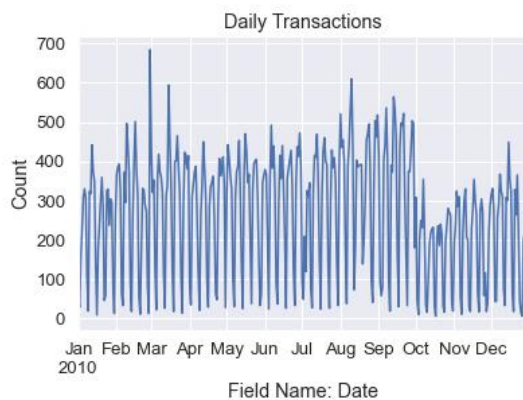 Daily Transactions
700
600
500
400
300
200
100
0
Count
Jan Feb Mar Apr May Jun Jul Aug Sep Oct Nov Dec
2010
Field Name: Date